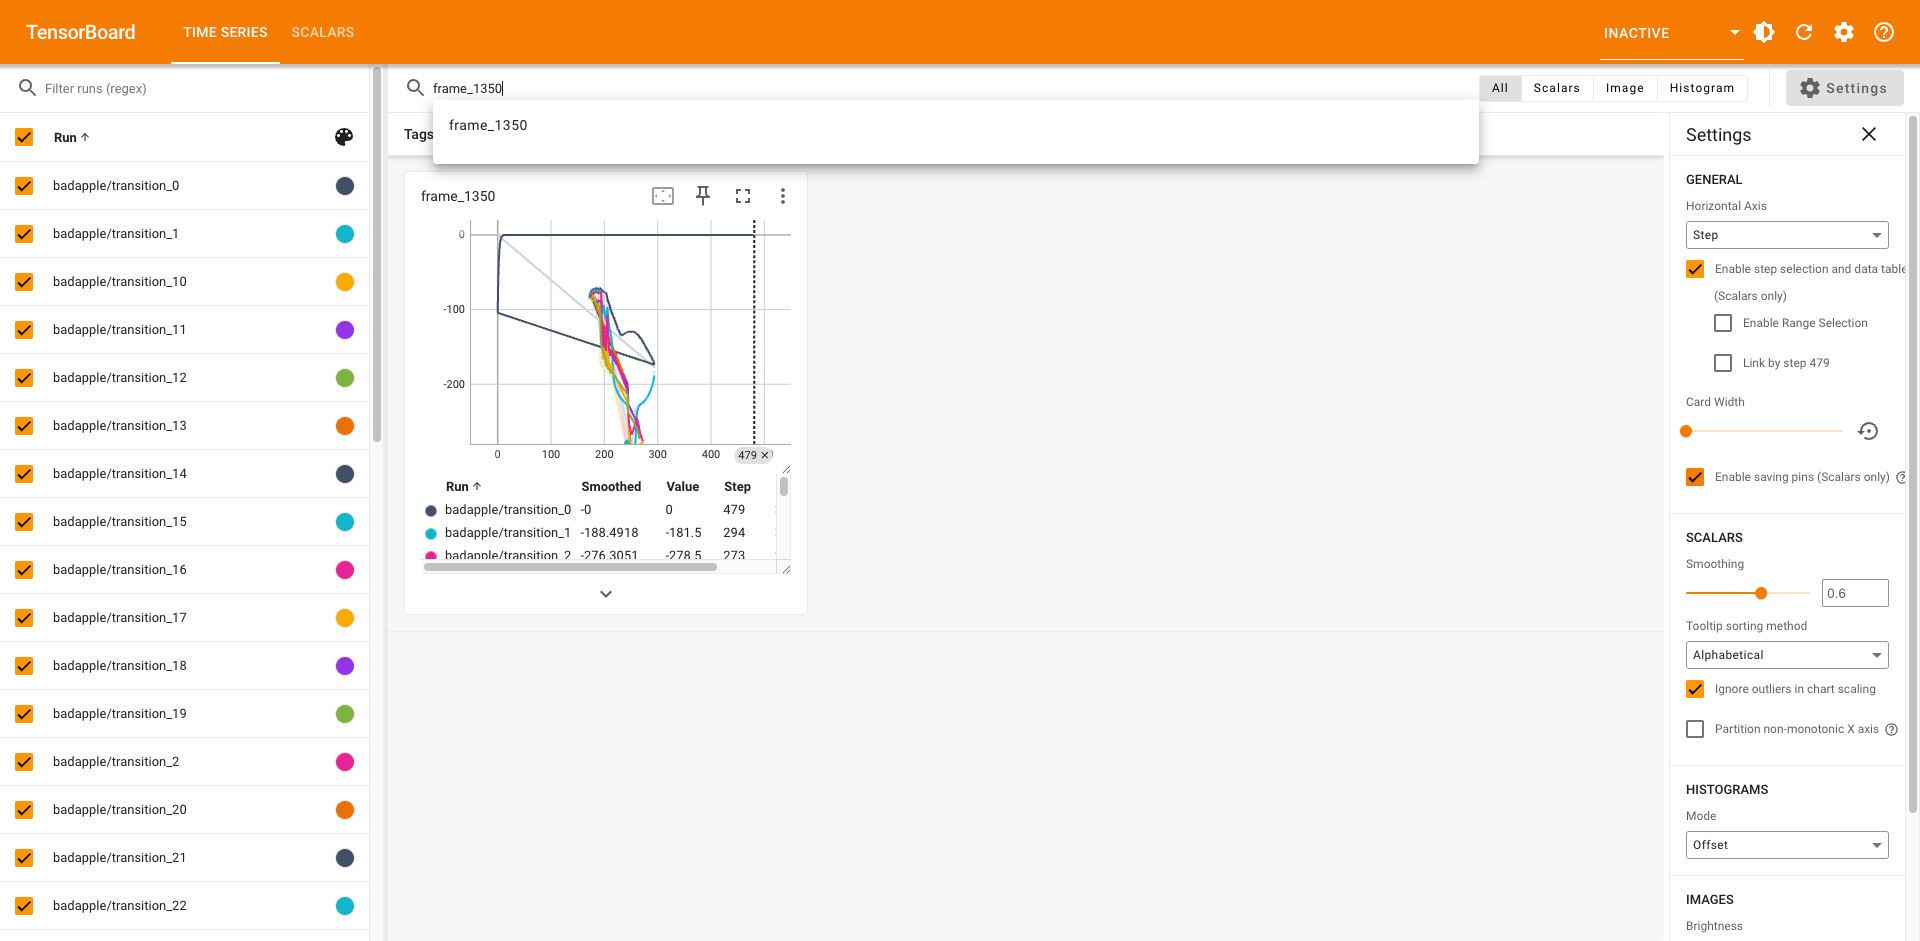 TensorBoard
TIME SERIES
SCALARS
INACTIVE
Filter runs (regex)
frame_1350
All
Scalars
Image
Histogram
Settings
frame_1350
Run
Tags
Settings
badapple/transition_0
badapple/transition_1
badapple/transition_10
badapple/transition_11
badapple/transition_12
badapple/transition_13
badapple/transition_14
badapple/transition_15
badapple/transition_16
badapple/transition_17
badapple/transition_18
badapple/transition_19
badapple/transition_2
badapple/transition_20
badapple/transition_21
badapple/transition_22
frame_1350
0
-100
-200
0 100 200 300 400 479
Run Smoothed Value Step
badapple/transition_0 -0 0 479
badapple/transition_1 -188.4918 -181.5 294
badapple/transition_2 -276.3051 -278.5 273
GENERAL
Horizontal Axis
Step
Enable step selection and data table
(Scalars only)
Enable Range Selection
Link by step 479
Card Width
Enable saving pins (Scalars only)
SCALARS
Smoothing
0.6
Tooltip sorting method
Alphabetical
Ignore outliers in chart scaling
Partition non-monotonic X axis
HISTOGRAMS
Mode
Offset
IMAGES
Brightness